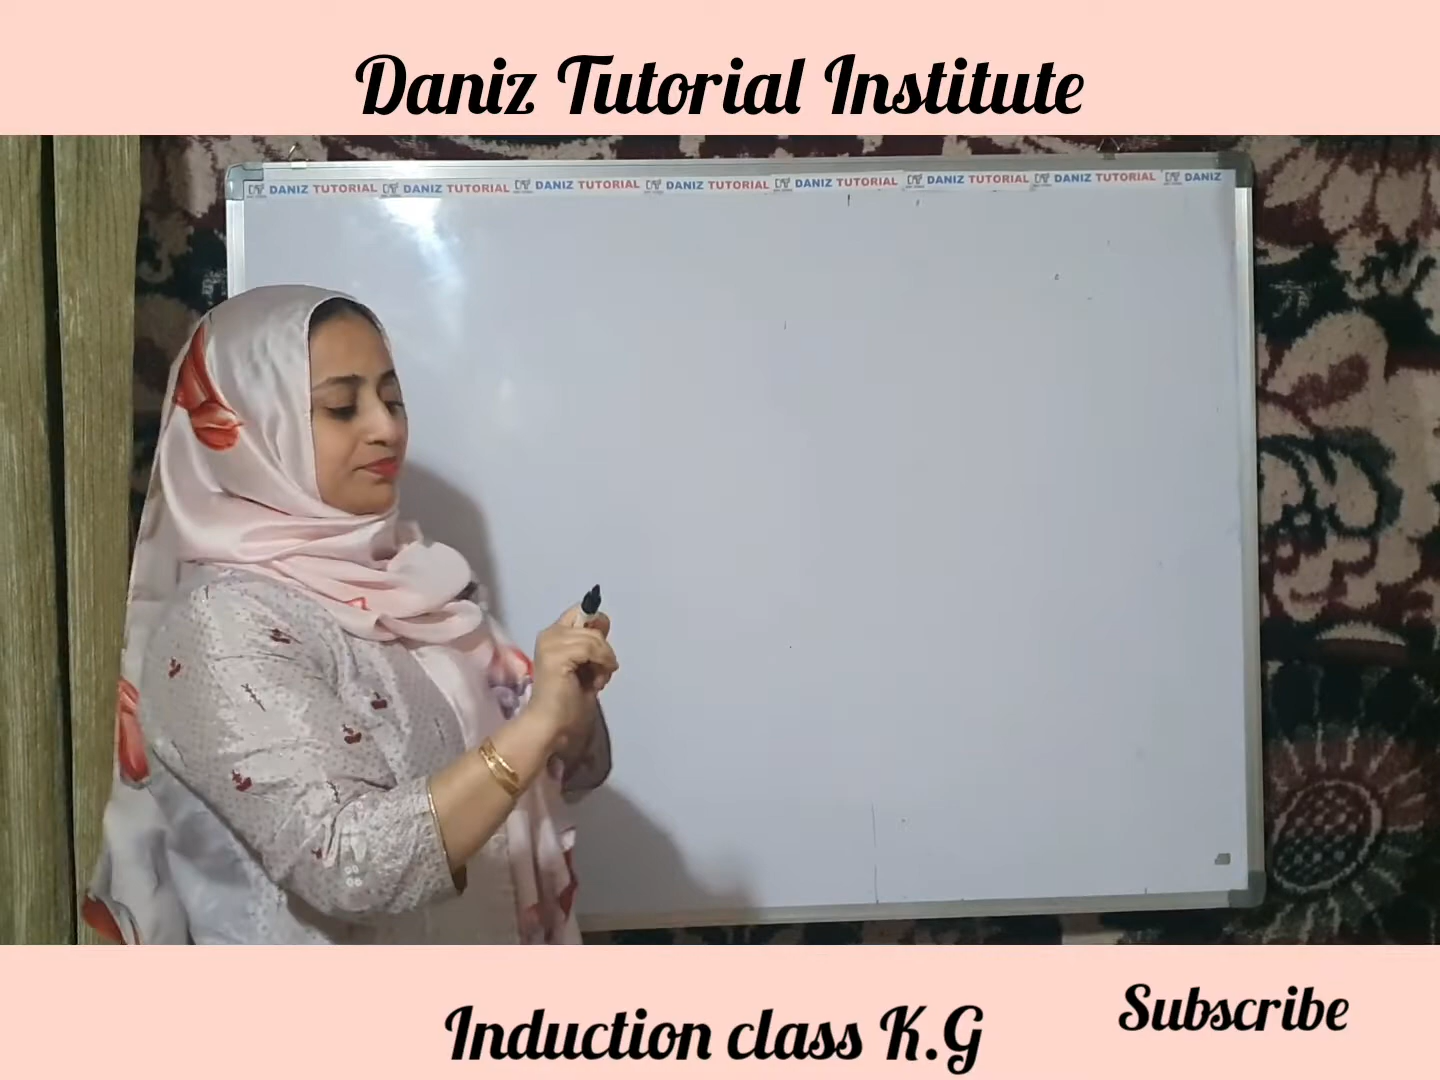 Daniz Tutorial Institute
DANIZ TUTORIAL DANIZ TUTORIAL DANIZ TUTORIAL DANIZ TUTORIAL DANIZ TUTORIAL DANIZ TUTORIAL DANIZ TUTORIAL DANIZ
Subscribe
Induction class K.G